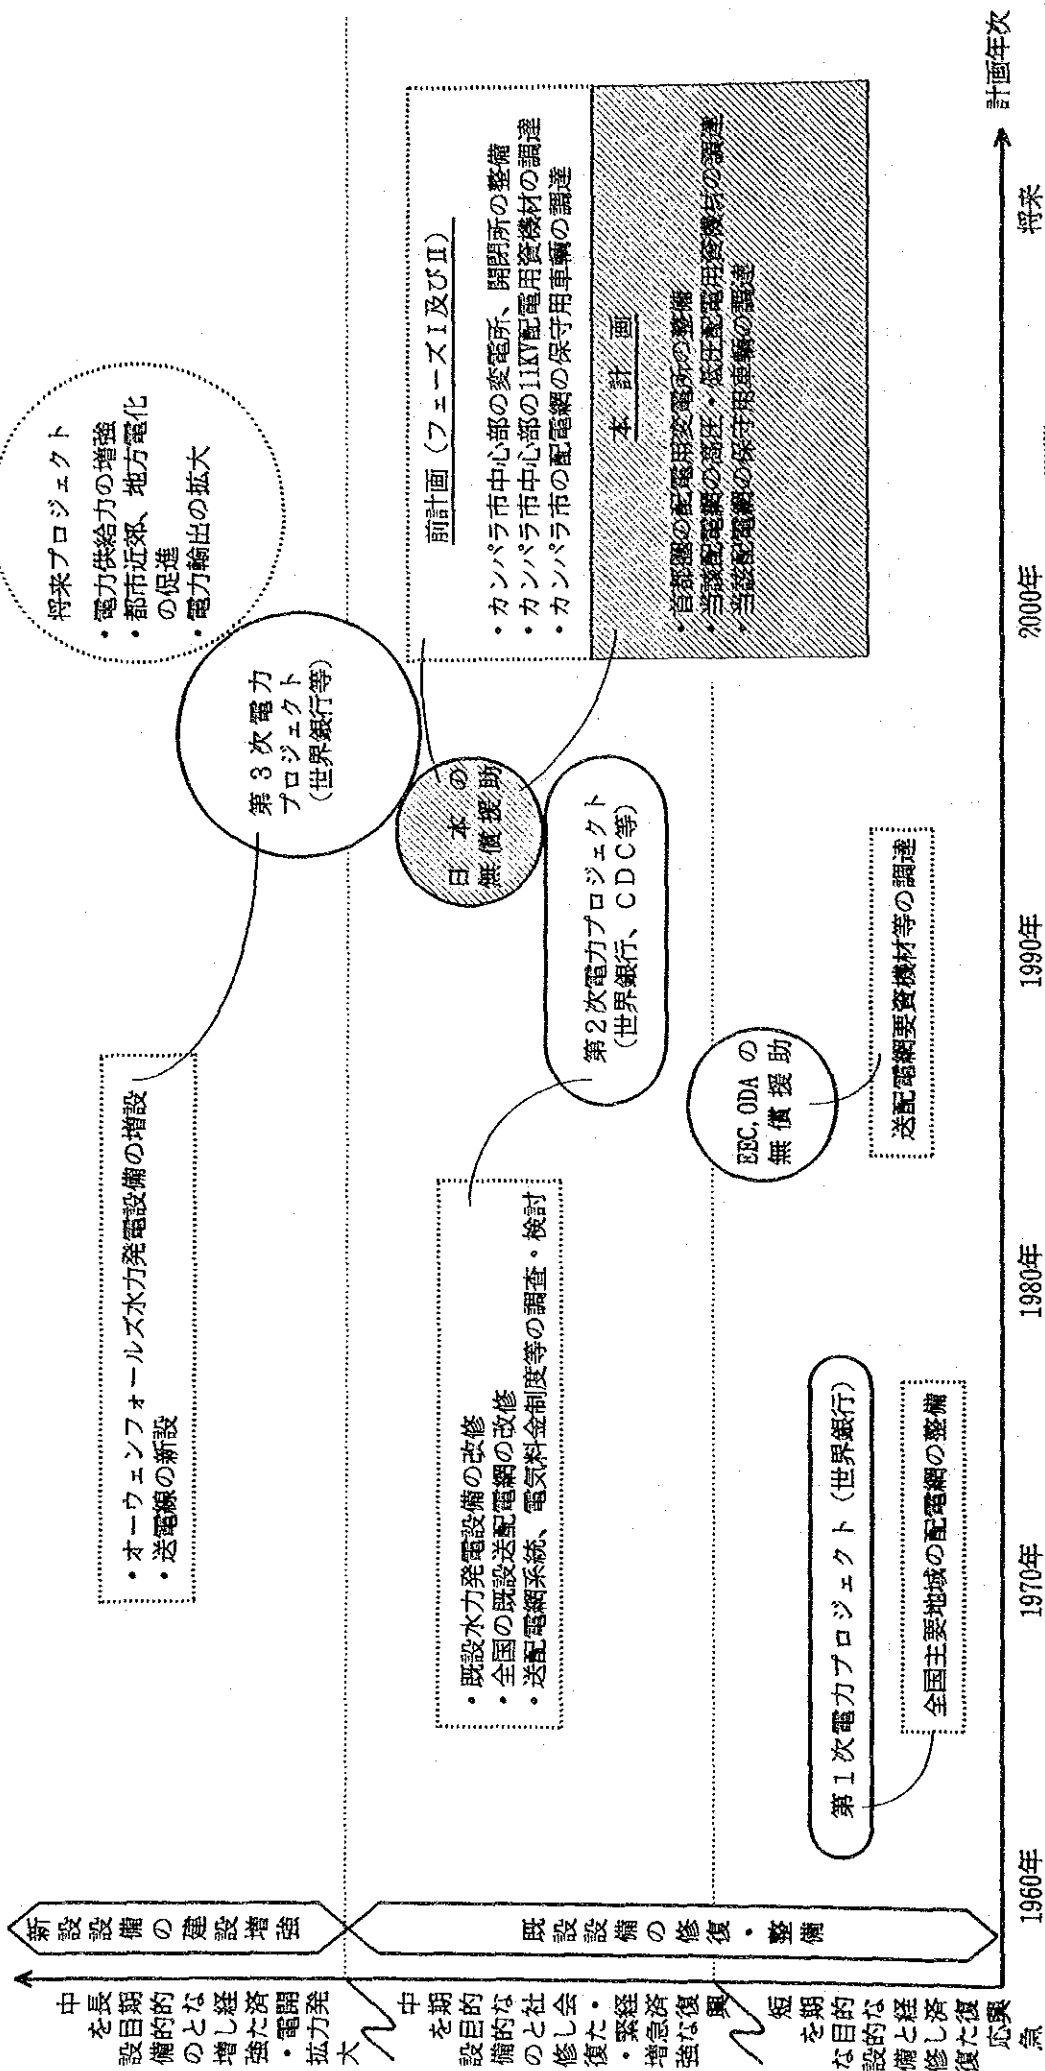 中長期的な経済開発
を目的とした電力
設備の増強・拡大
中期的な社会・経済復興
を目的とした緊急な
設備の修復・増強
短期的な経済復興
を目的とした応急
な設備修復
新設設備の建設増強
既設設備の修復・整備
・オーウェンフォールズ水力発電設備の増設
・送電線の新設
第3次電力
プロジェクト
(世界銀行等)
将来プロジェクト
・電力供給力の増強
・都市近郊、地方電化
の促進
・電力輸出の拡大
・既設水力発電設備の改修
・全国の既設送配電網の改修
・送配電網系統、電気料金制度等の調査・検討
日本の
無償援助
第2次電力プロジェクト
(世界銀行、CDC等)
前計画(フェーズⅠ及びⅡ)
・カンパラ市中心部の変電所、開閉所の整備
・カンパラ市中心部の11KV配電用資機材の調達
・カンパラ市の配電網の保守用車輌の調達
本計画
・首都圏の配電用変電所の整備
・当該配電網の高圧・低圧配電用資機材の調達
・当該配電網の保守用車輌の調達
EEC,ODAの
無償援助
送配電網要資機材等の調達
第1次電力プロジェクト(世界銀行)
全国主要地域の配電網の整備
1960年
1970年
1980年
1990年
2000年
将来
計画年次